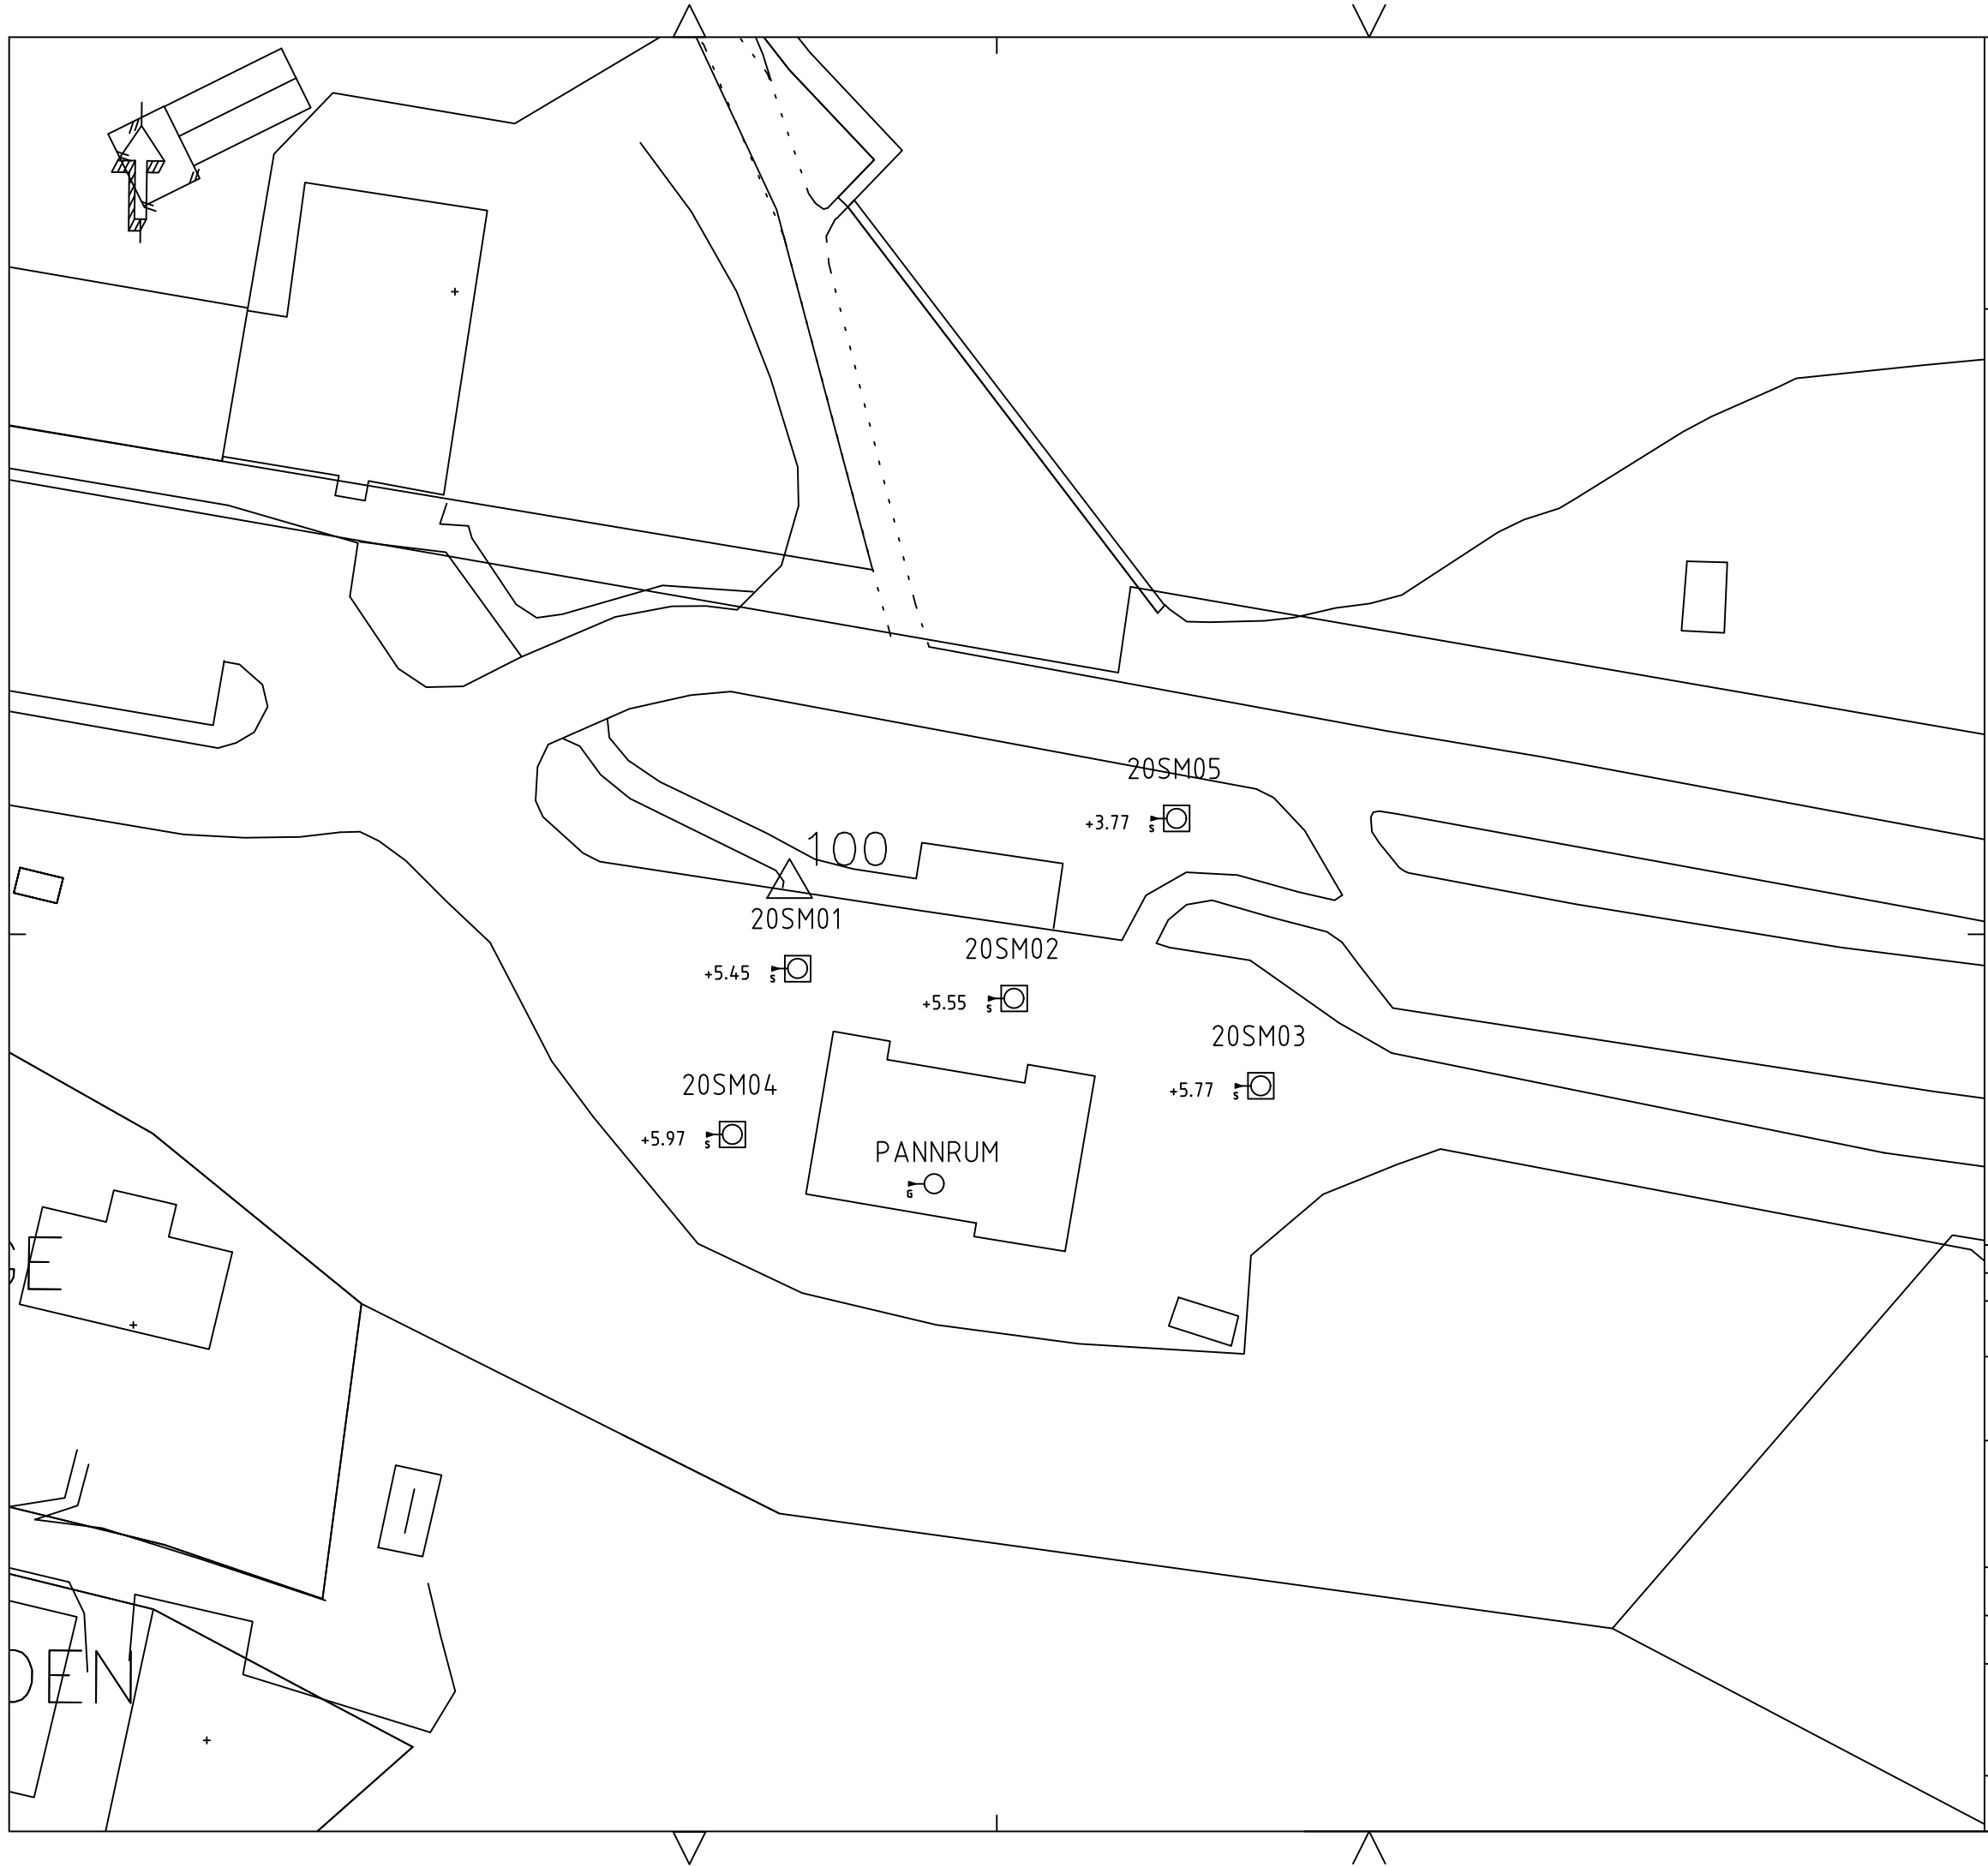 20SM05
+3.77
S
100
20SM01
+5.45
S
20SM02
+5.55
S
20SM03
+5.77
S
20SM04
+5.97
S
PANNRUM
G
GE
DEN